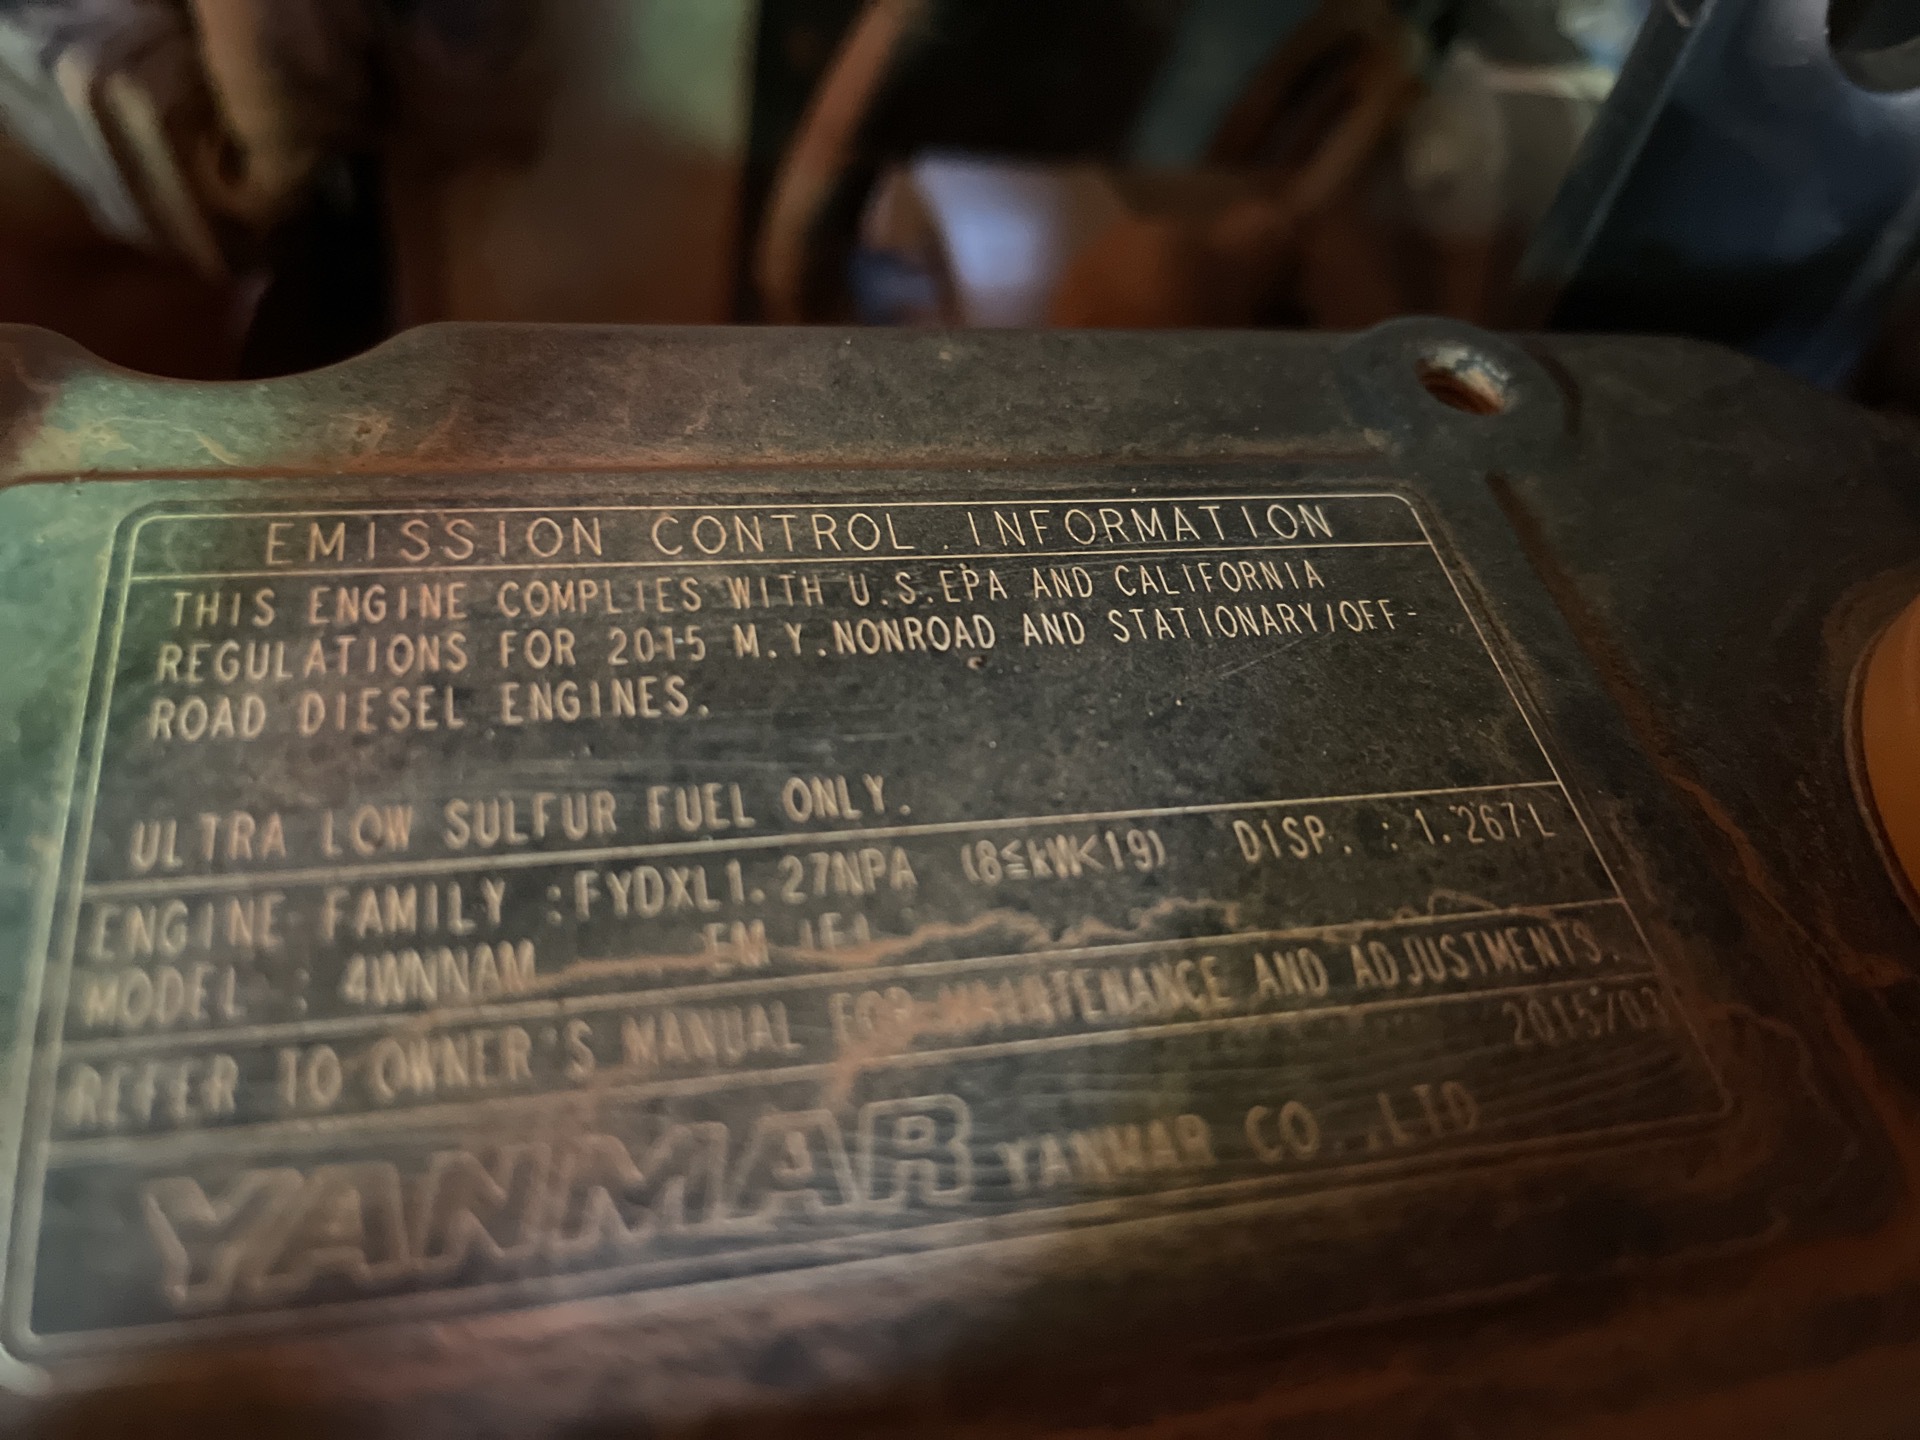 EMISSION CONTROL INFORMATION
THIS ENGINE COMPLIES WITH U.S.EPA AND CALIFORNIA
REGULATIONS FOR 2015 M.Y.NONROAD AND STATIONARY/OFF-
ROAD DIESEL ENGINES.
ULTRA LOW SULFUR FUEL ONLY.
ENGINE FAMILY :FYDXL1.27NPA (8≦kW<19) DISP. : 1.267L
MODEL : 4WNNAM EM
REFER TO OWNER'S MANUAL FOR MAINTENANCE AND ADJUSTMENTS.
2015/03
YANMAR YANMAR CO.,LTD